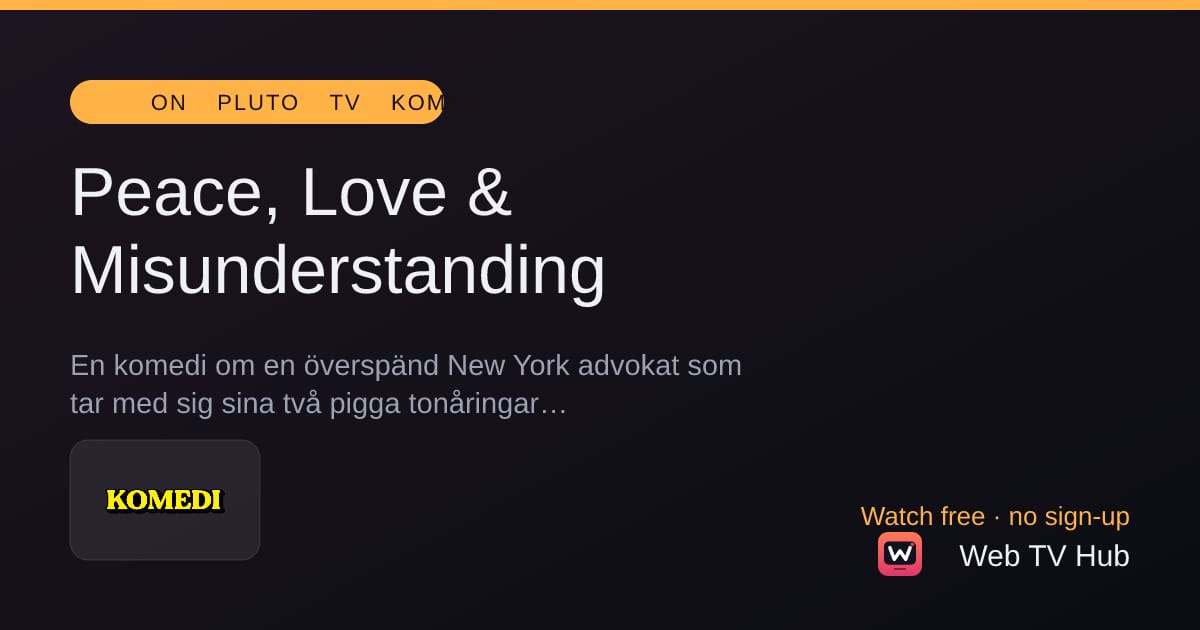 ON PLUTO TV KOM
Peace, Love &
Misunderstanding
En komedi om en överspänd New York advokat som
tar med sig sina två pigga tonåringar…
KOMEDI
Watch free · no sign-up
W
Web TV Hub